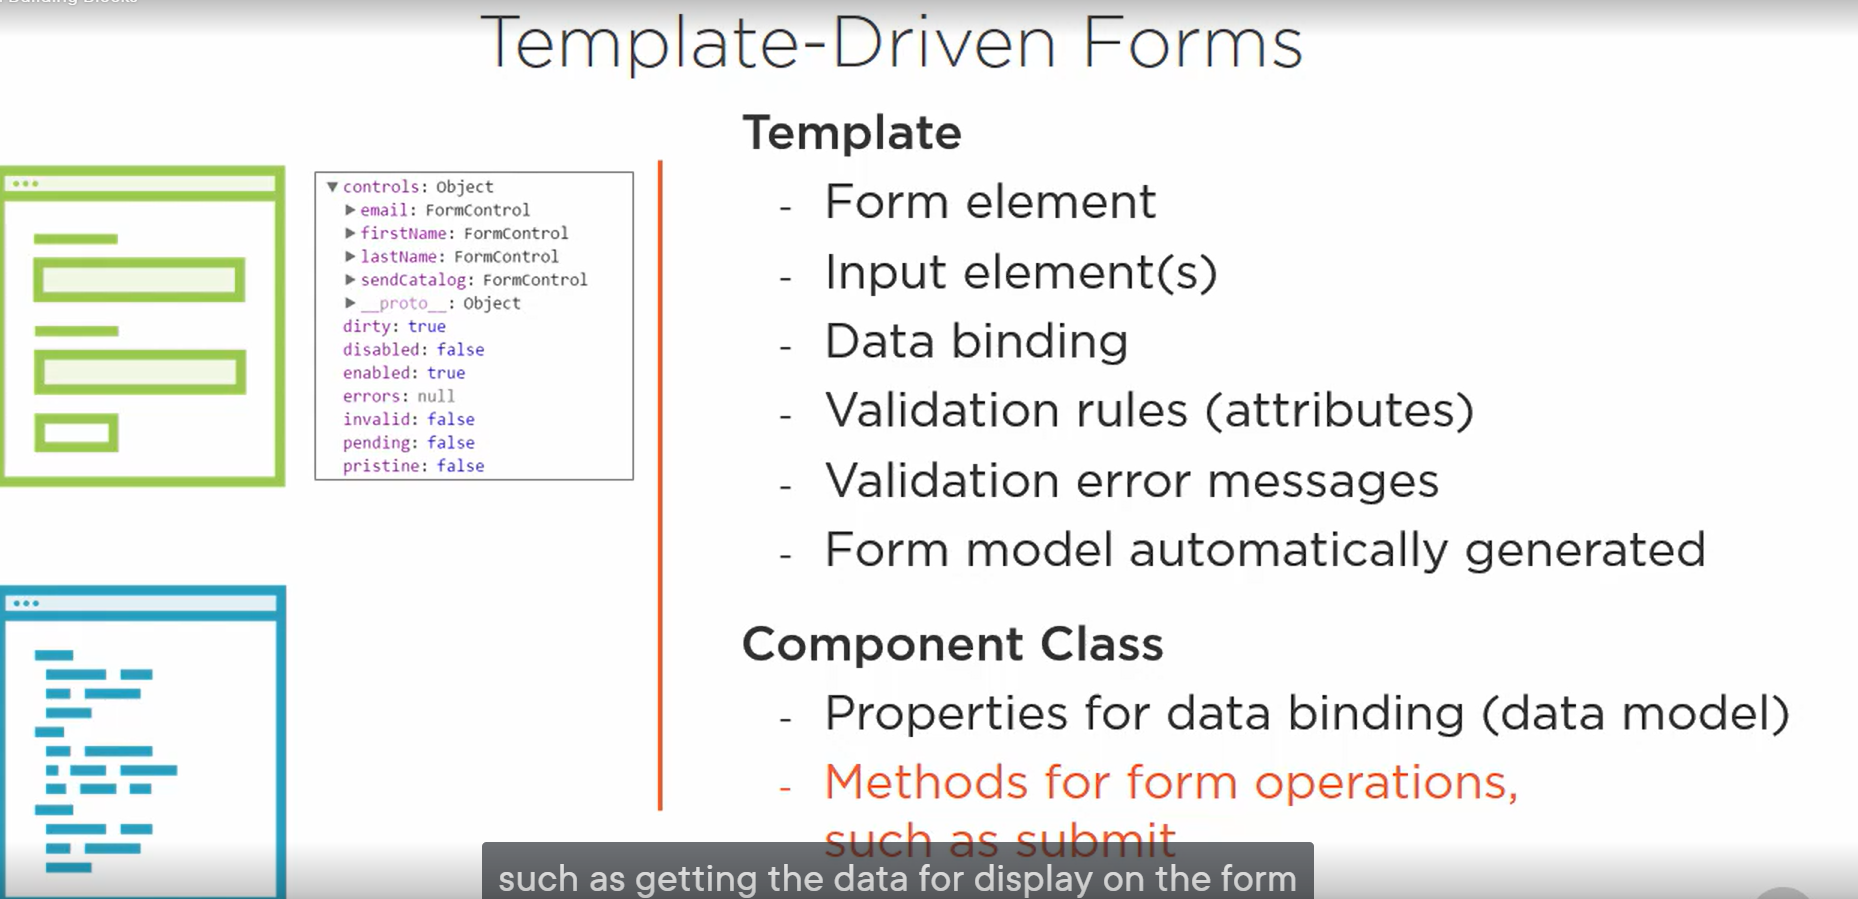 Building Blocks
Template-Driven Forms
▼ controls: Object
▶ email: FormControl
▶ firstName: FormControl
▶ lastName: FormControl
▶ sendCatalog: FormControl
▶ __proto__: Object
dirty: true
disabled: false
enabled: true
errors: null
invalid: false
pending: false
pristine: false
Template
- Form element
- Input element(s)
- Data binding
- Validation rules (attributes)
- Validation error messages
- Form model automatically generated
Component Class
- Properties for data binding (data model)
- Methods for form operations,
such as submit
such as getting the data for display on the form